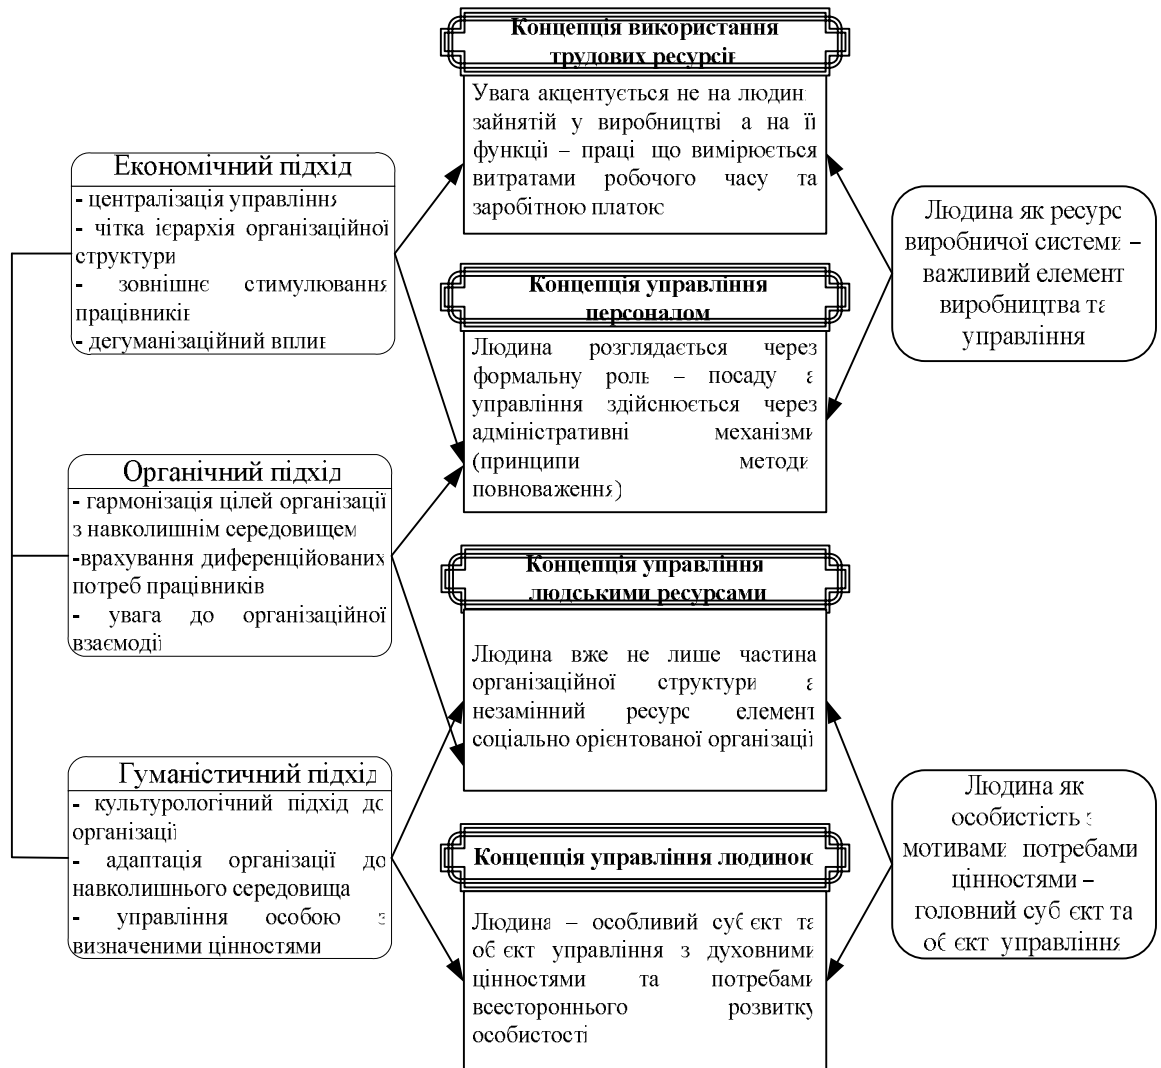 Концепція використання
трудових ресурсів
Увага акцентується не на людині
зайнятій у виробництві а на її
функції – праці що вимірюється
витратами робочого часу та
заробітною платою
Економічний підхід
- централізація управління
- чітка ієрархія організаційної
структури
- зовнішнє стимулювання
працівників
- дегуманізаційний вплив
Людина як ресурс
виробничої системи –
важливий елемент
виробництва та
управління
Концепція управління
персоналом
Людина розглядається через
формальну роль – посаду а
управління здійснюється через
адміністративні механізми
(принципи методи
повноваження)
Органічний підхід
- гармонізація цілей організації
з навколишнім середовищем
-врахування диференційованих
потреб працівників
- увага до організаційної
взаємодії
Концепція управління
людськими ресурсами
Людина вже не лише частина
організаційної структури а
незамінний ресурс елемент
соціально орієнтованої організації
Гуманістичний підхід
- культурологічний підхід до
організації
- адаптація організації до
навколишнього середовища
- управління особою з
визначеними цінностями
Людина як
особистість з
мотивами потребами
цінностями –
головний суб єкт та
об єкт управління
Концепція управління людиною
Людина – особливий суб єкт та
об єкт управління з духовними
цінностями та потребами
всестороннього розвитку
особистості